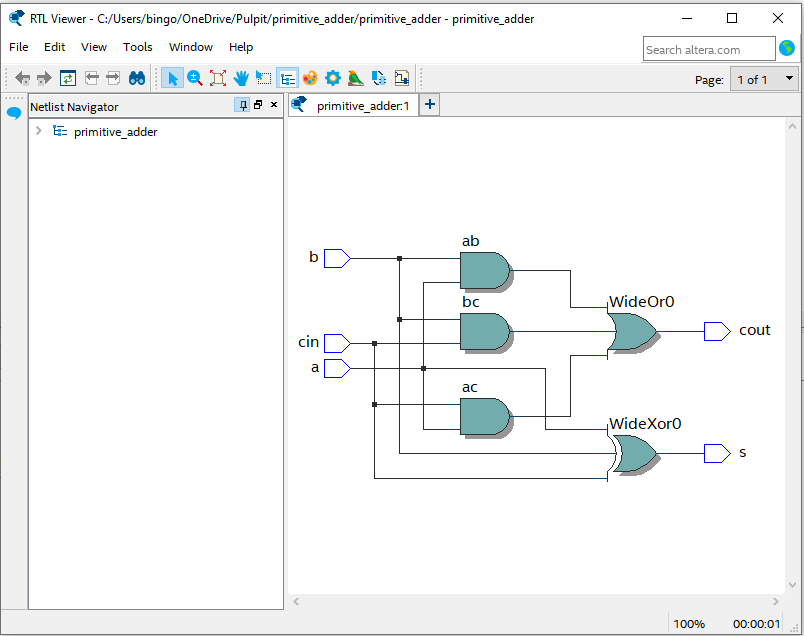 RTL Viewer - C:/Users/bingo/OneDrive/Pulpit/primitive_adder/primitive_adder - primitive_adder
File Edit View Tools Window Help
Search altera.com
Page: 1 of 1
Netlist Navigator
primitive_adder:1
primitive_adder
ab
b
bc
WideOr0
cout
cin
a
ac
WideXor0
s
100% 00:00:01